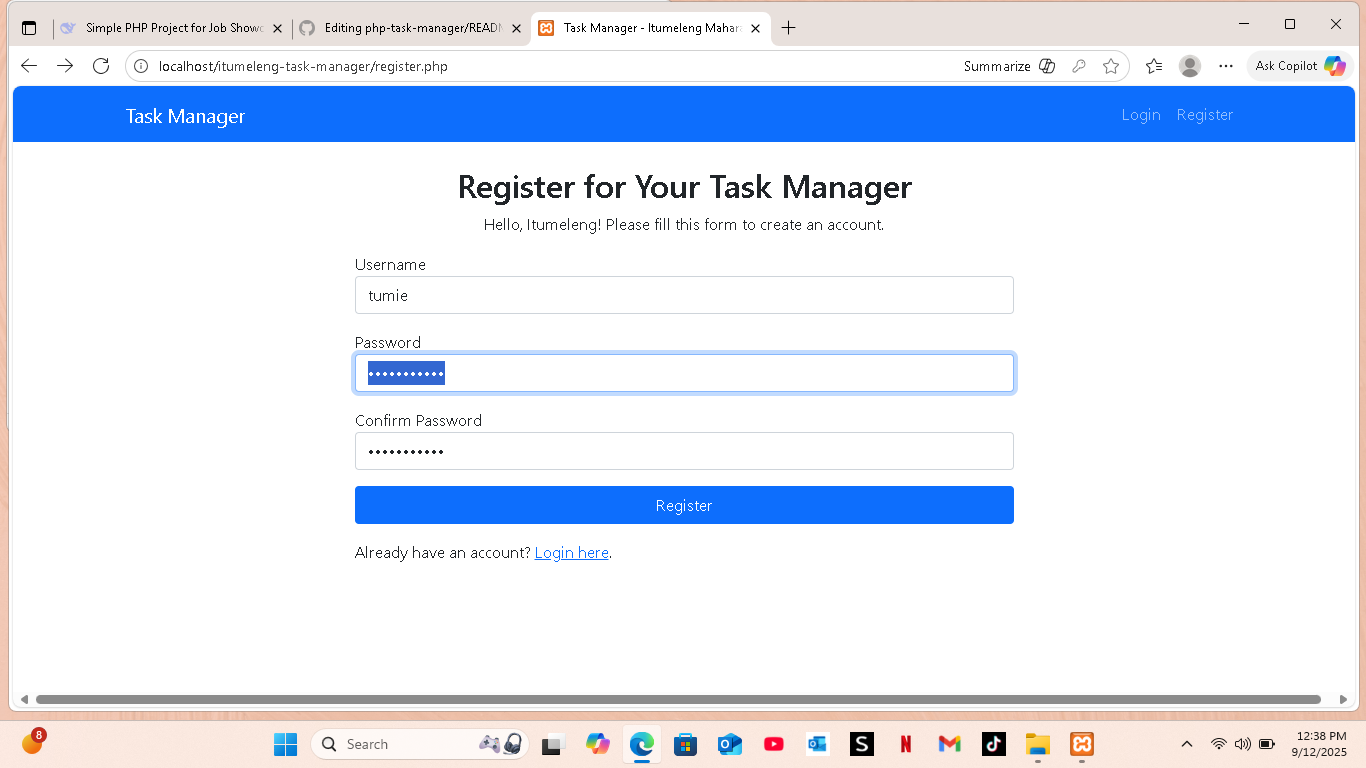 Simple PHP Project for Job Showc
Editing php-task-manager/READM
Task Manager - Itumeleng Mahar
localhost/itumeleng-task-manager/register.php
Summarize
Ask Copilot
Task Manager
Login
Register
Register for Your Task Manager
Hello, Itumeleng! Please fill this form to create an account.
Username
tumie
Password
•••••••••••
Confirm Password
•••••••••••
Register
Already have an account? Login here.
8
Search
S
N
12:38 PM
9/12/2025